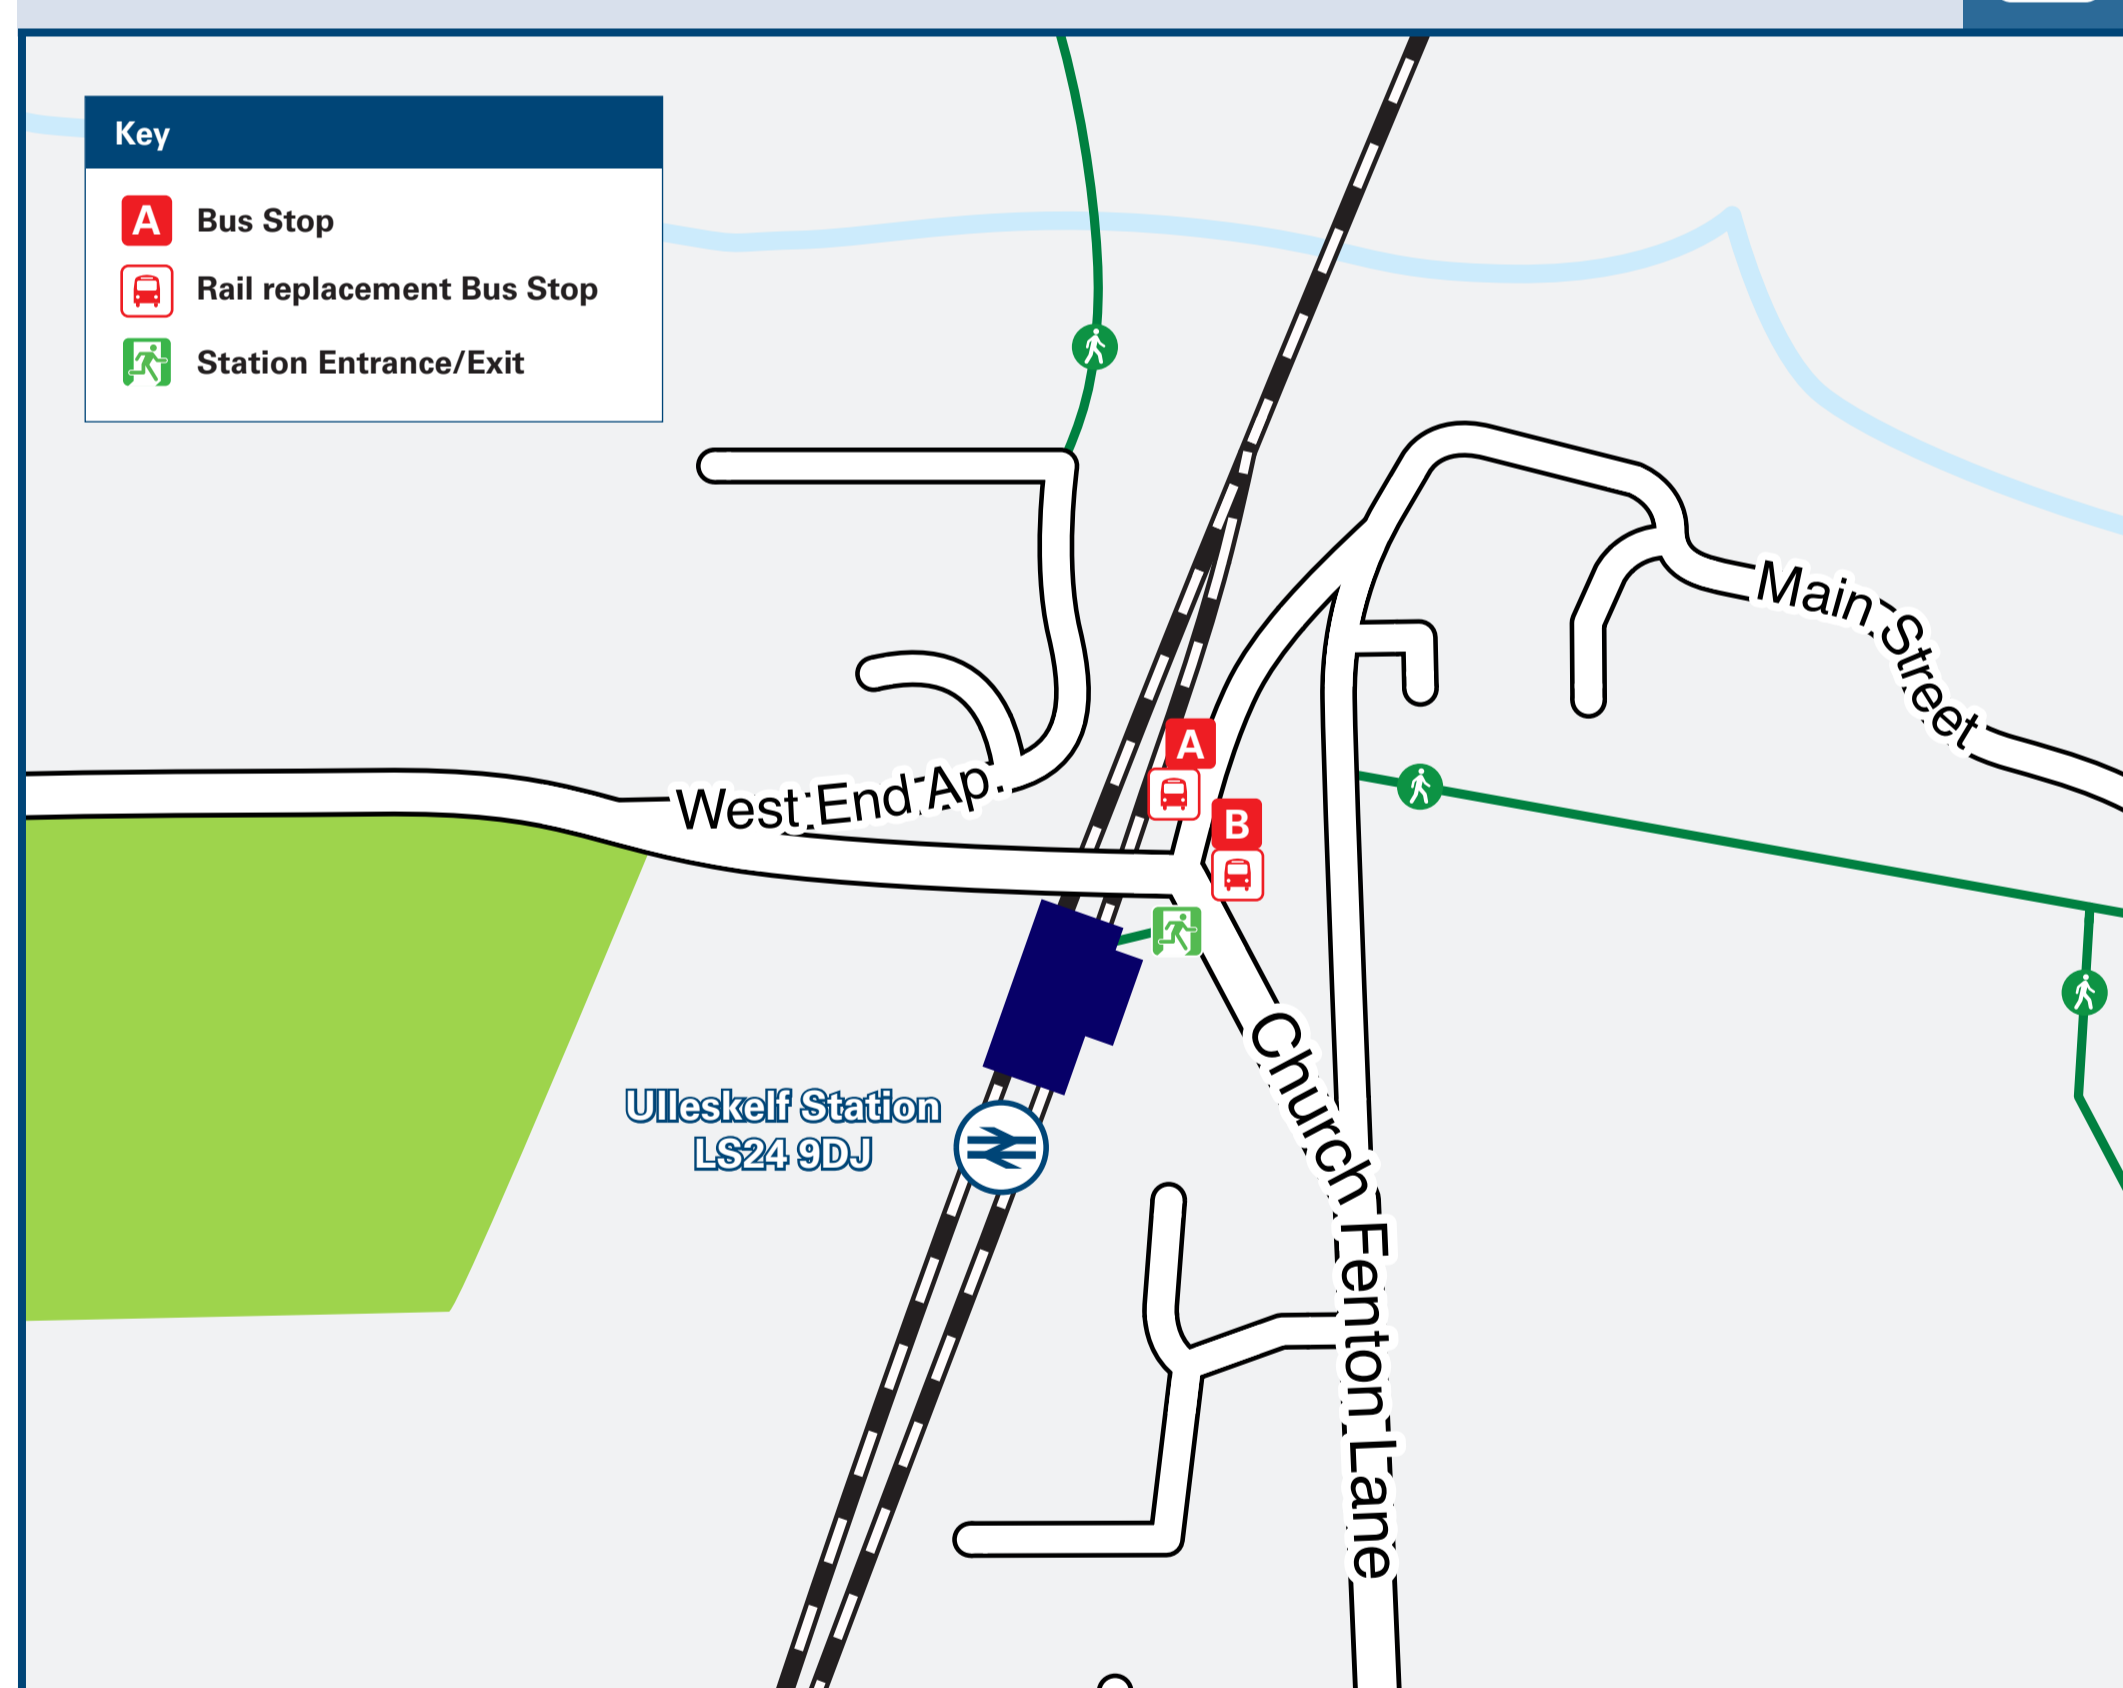 Key
A Bus Stop
Rail replacement Bus Stop
Station Entrance/Exit
Main Street
A
West End Ap.
B
Church Fenton Lane
Ulleskelf Station
LS24 9DJ